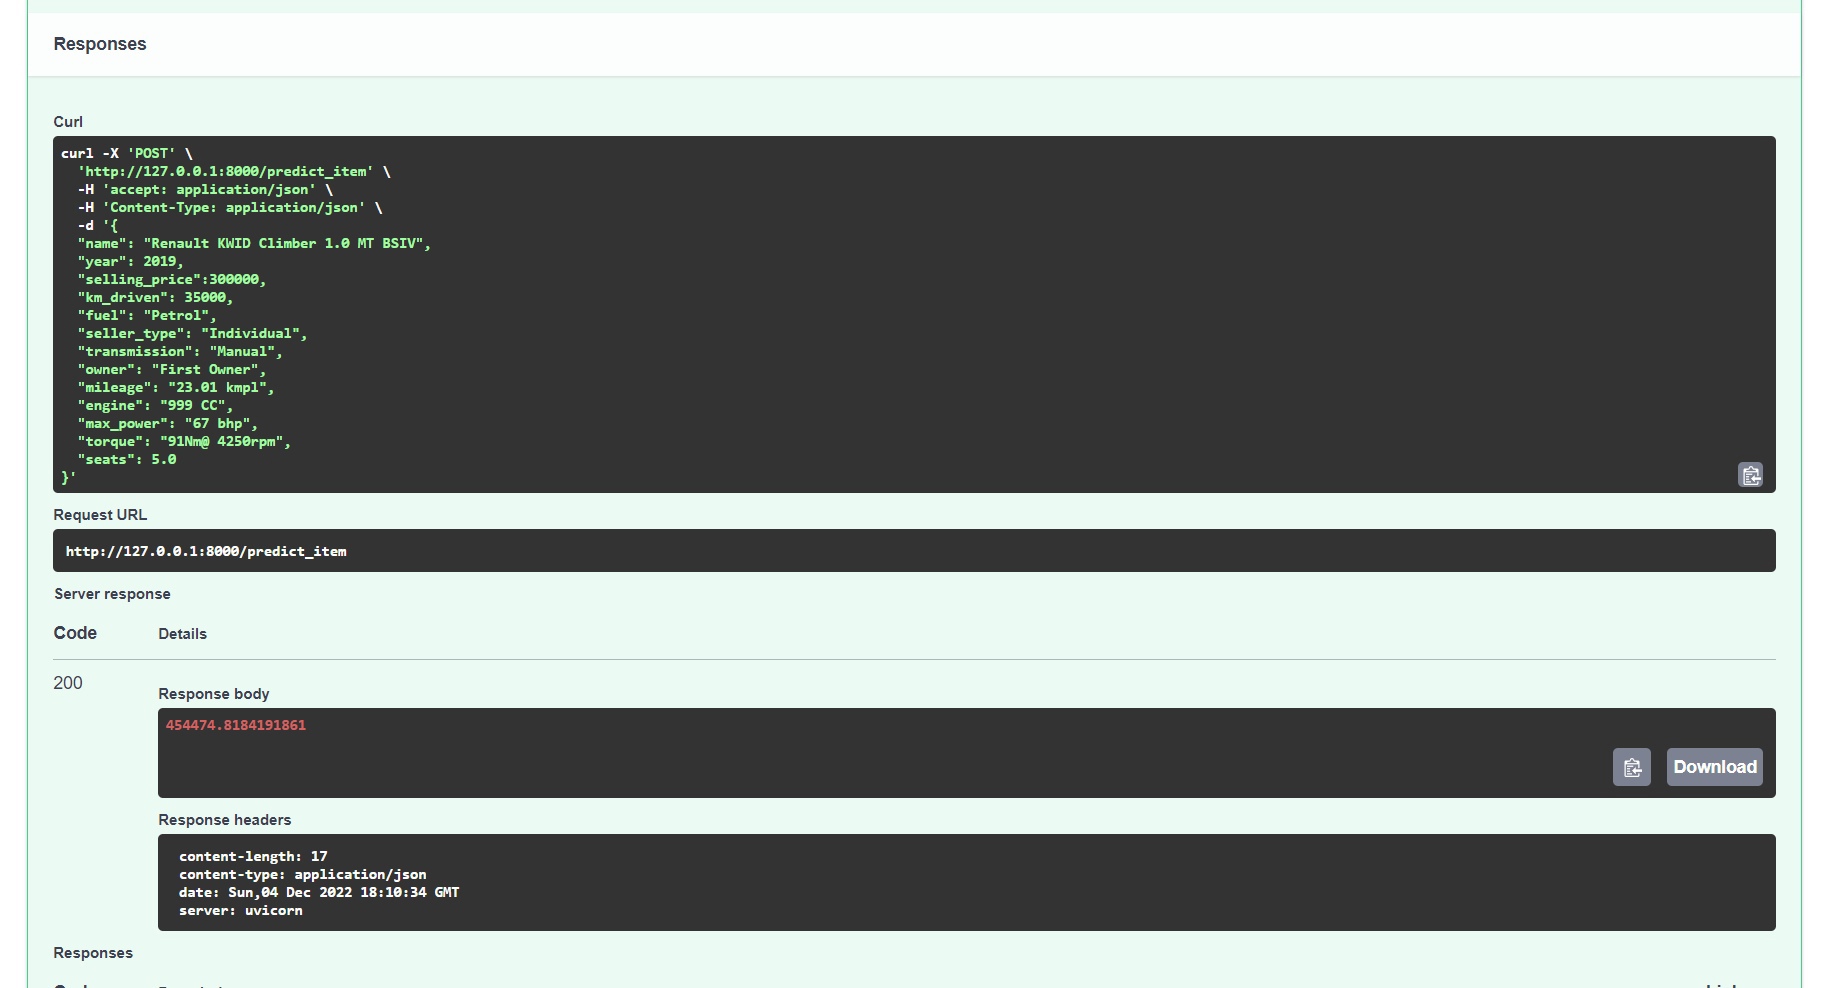 Responses
Curl
curl -X 'POST' \
'http://127.0.0.1:8000/predict_item' \
-H 'accept: application/json' \
-H 'Content-Type: application/json' \
-d '{
"name": "Renault KWID Climber 1.0 MT BSIV",
"year": 2019,
"selling_price":300000,
"km_driven": 35000,
"fuel": "Petrol",
"seller_type": "Individual",
"transmission": "Manual",
"owner": "First Owner",
"mileage": "23.01 kmpl",
"engine": "999 CC",
"max_power": "67 bhp",
"torque": "91Nm@ 4250rpm",
"seats": 5.0
}'
Request URL
http://127.0.0.1:8000/predict_item
Server response
Code Details
200
Response body
454474.8184191861
Download
Response headers
content-length: 17
content-type: application/json
date: Sun,04 Dec 2022 18:10:34 GMT
server: uvicorn
Responses